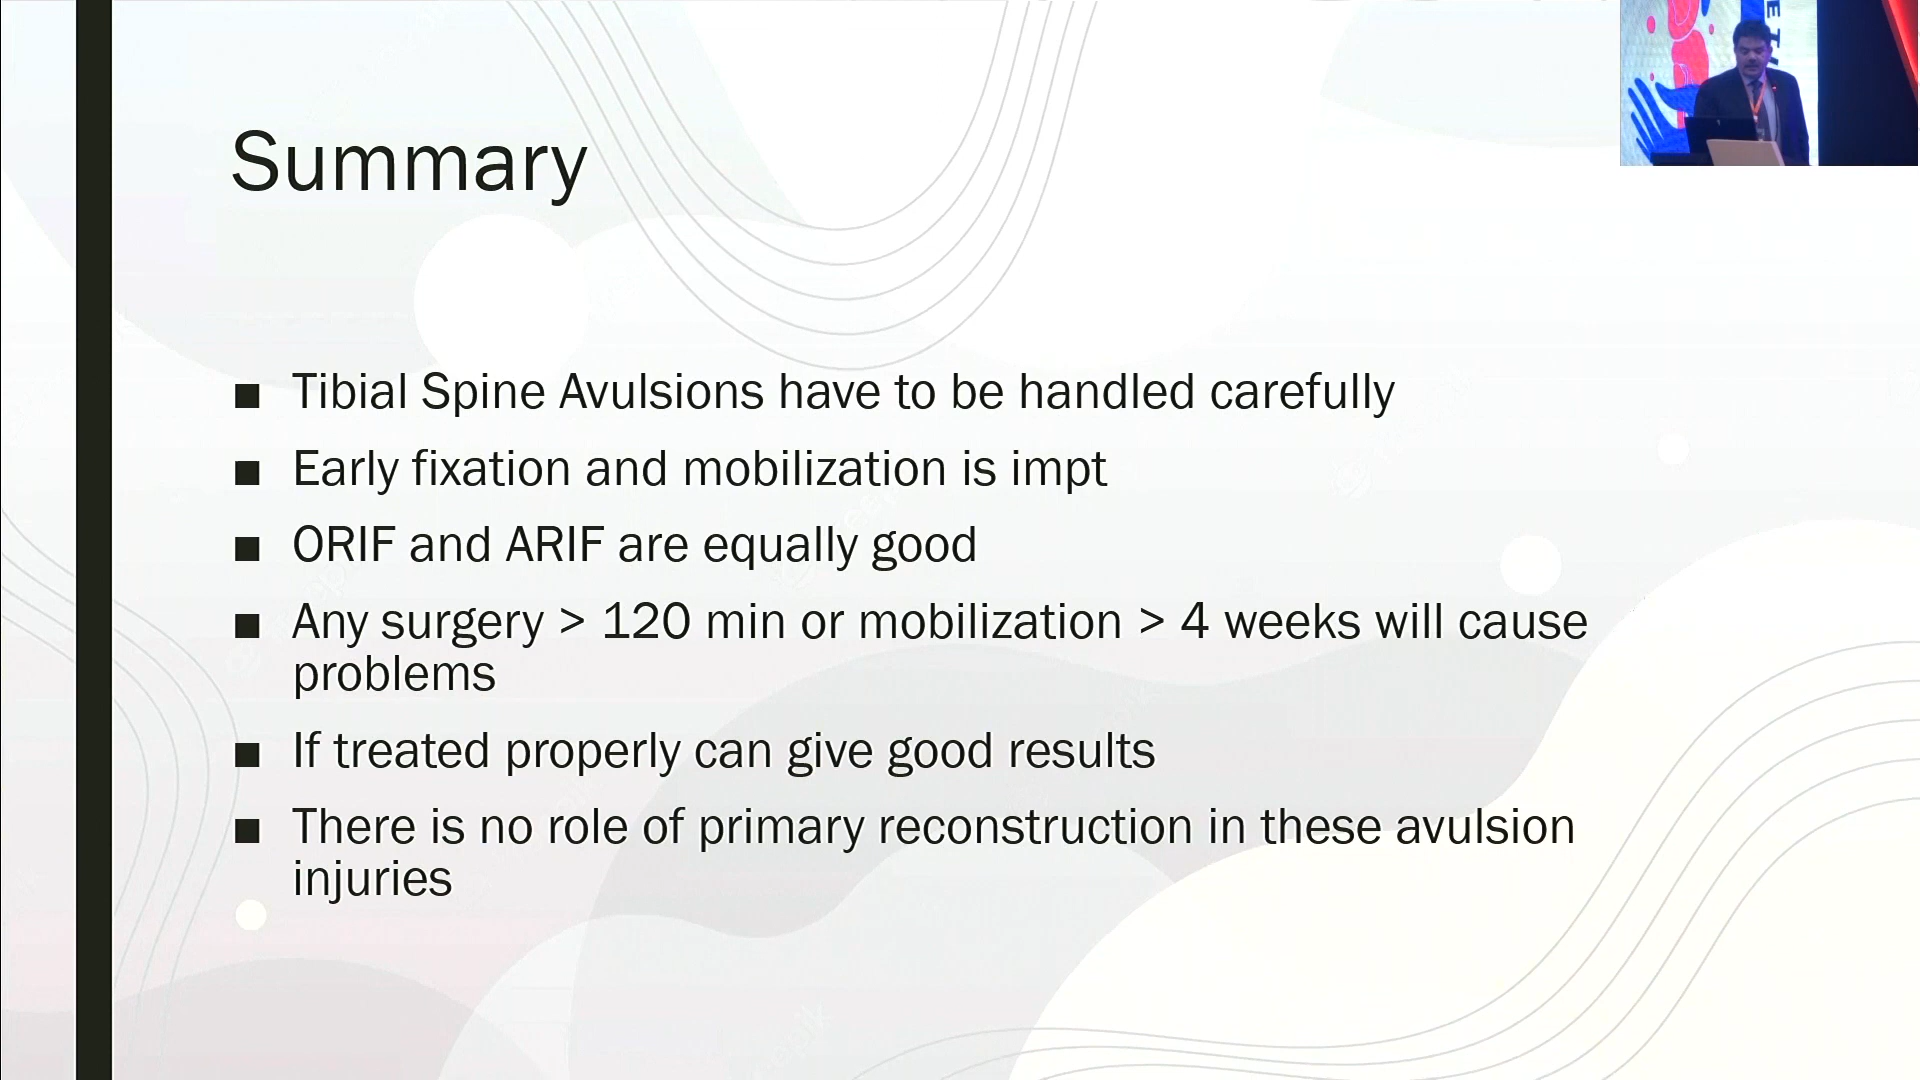 Summary
■ Tibial Spine Avulsions have to be handled carefully
■ Early fixation and mobilization is impt
■ ORIF and ARIF are equally good
■ Any surgery > 120 min or mobilization > 4 weeks will cause
problems
■ If treated properly can give good results
■ There is no role of primary reconstruction in these avulsion
injuries